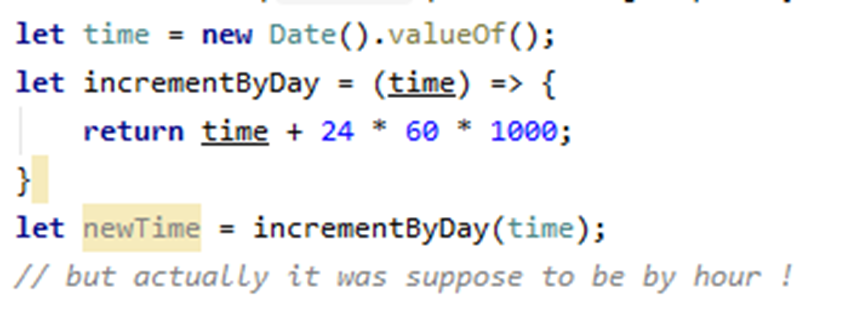 let time = new Date().valueOf();
let incrementByDay = (time) => {
return time + 24 * 60 * 1000;
}
let newTime = incrementByDay(time);
// but actually it was suppose to be by hour !